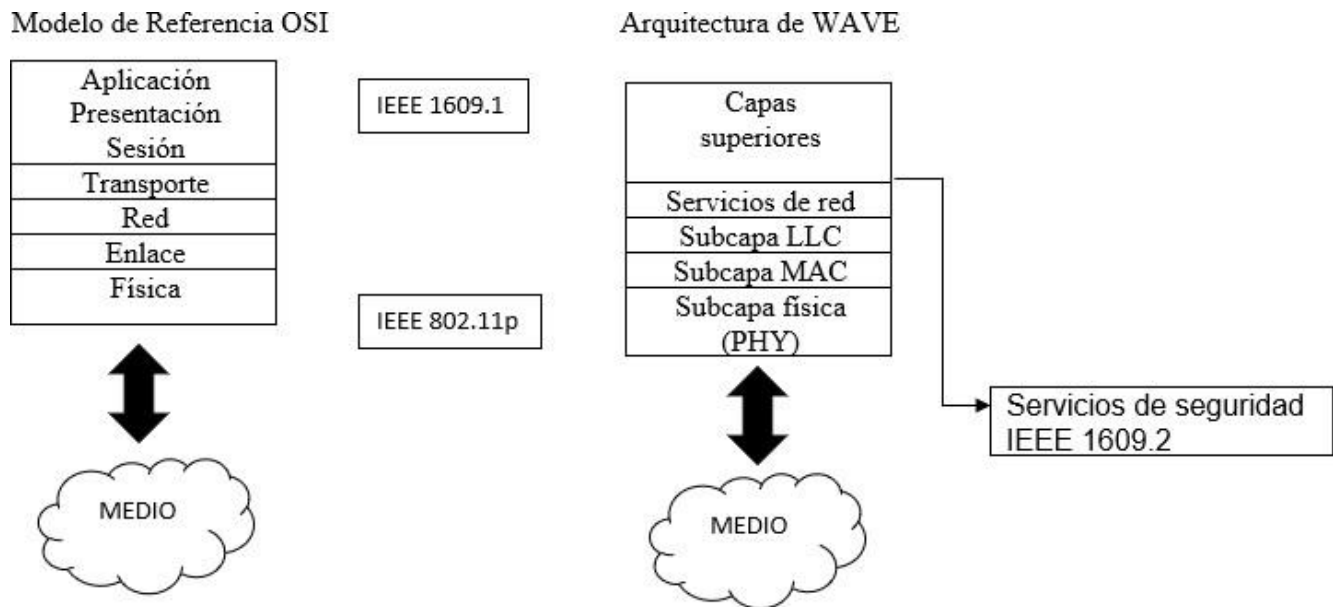 Modelo de Referencia OSI
Aplicación
Presentación
Sesión
Transporte
Red
Enlace
Física
MEDIO
IEEE 1609.1
IEEE 802.11p
Arquitectura de WAVE
Capas
superiores
Servicios de red
Subcapa LLC
Subcapa MAC
Subcapa física
(PHY)
MEDIO
Servicios de seguridad
IEEE 1609.2